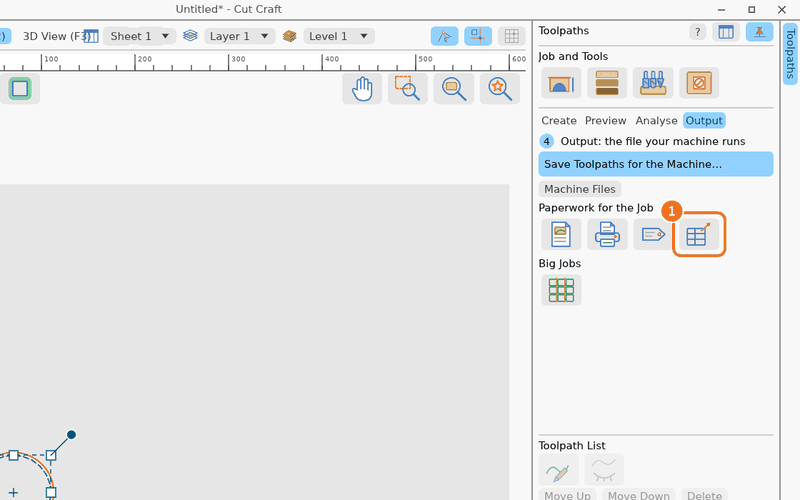 Untitled* - Cut Craft
3D View (F3)
Sheet 1
Layer 1
Level 1
100
200
300
400
500
600
Toolpaths
?
Toolpaths
Job and Tools
Create
Preview
Analyse
Output
4
Output: the file your machine runs
Save Toolpaths for the Machine...
Machine Files
Paperwork for the Job
1
Big Jobs
Toolpath List
Move Up
Move Down
Delete